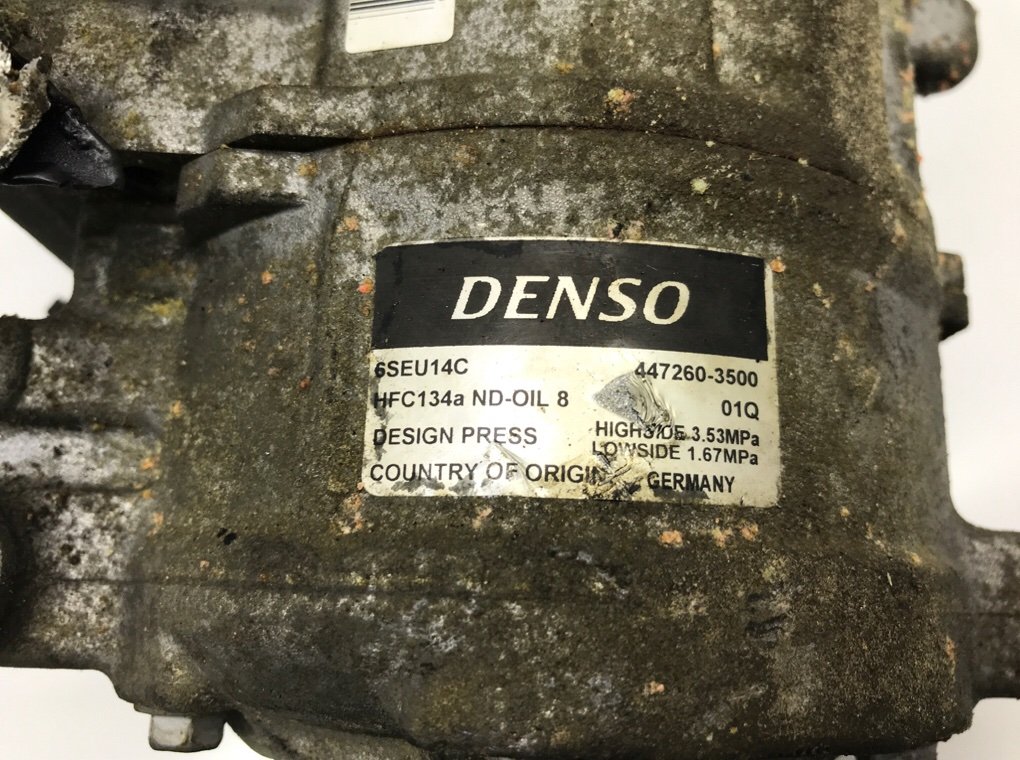 DENSO
6SEU14C 447260-3500
HFC134a ND-OIL 8 01Q
DESIGN PRESS HIGHSIDE 3.53MPa
LOWSIDE 1.67MPa
COUNTRY OF ORIGIN GERMANY